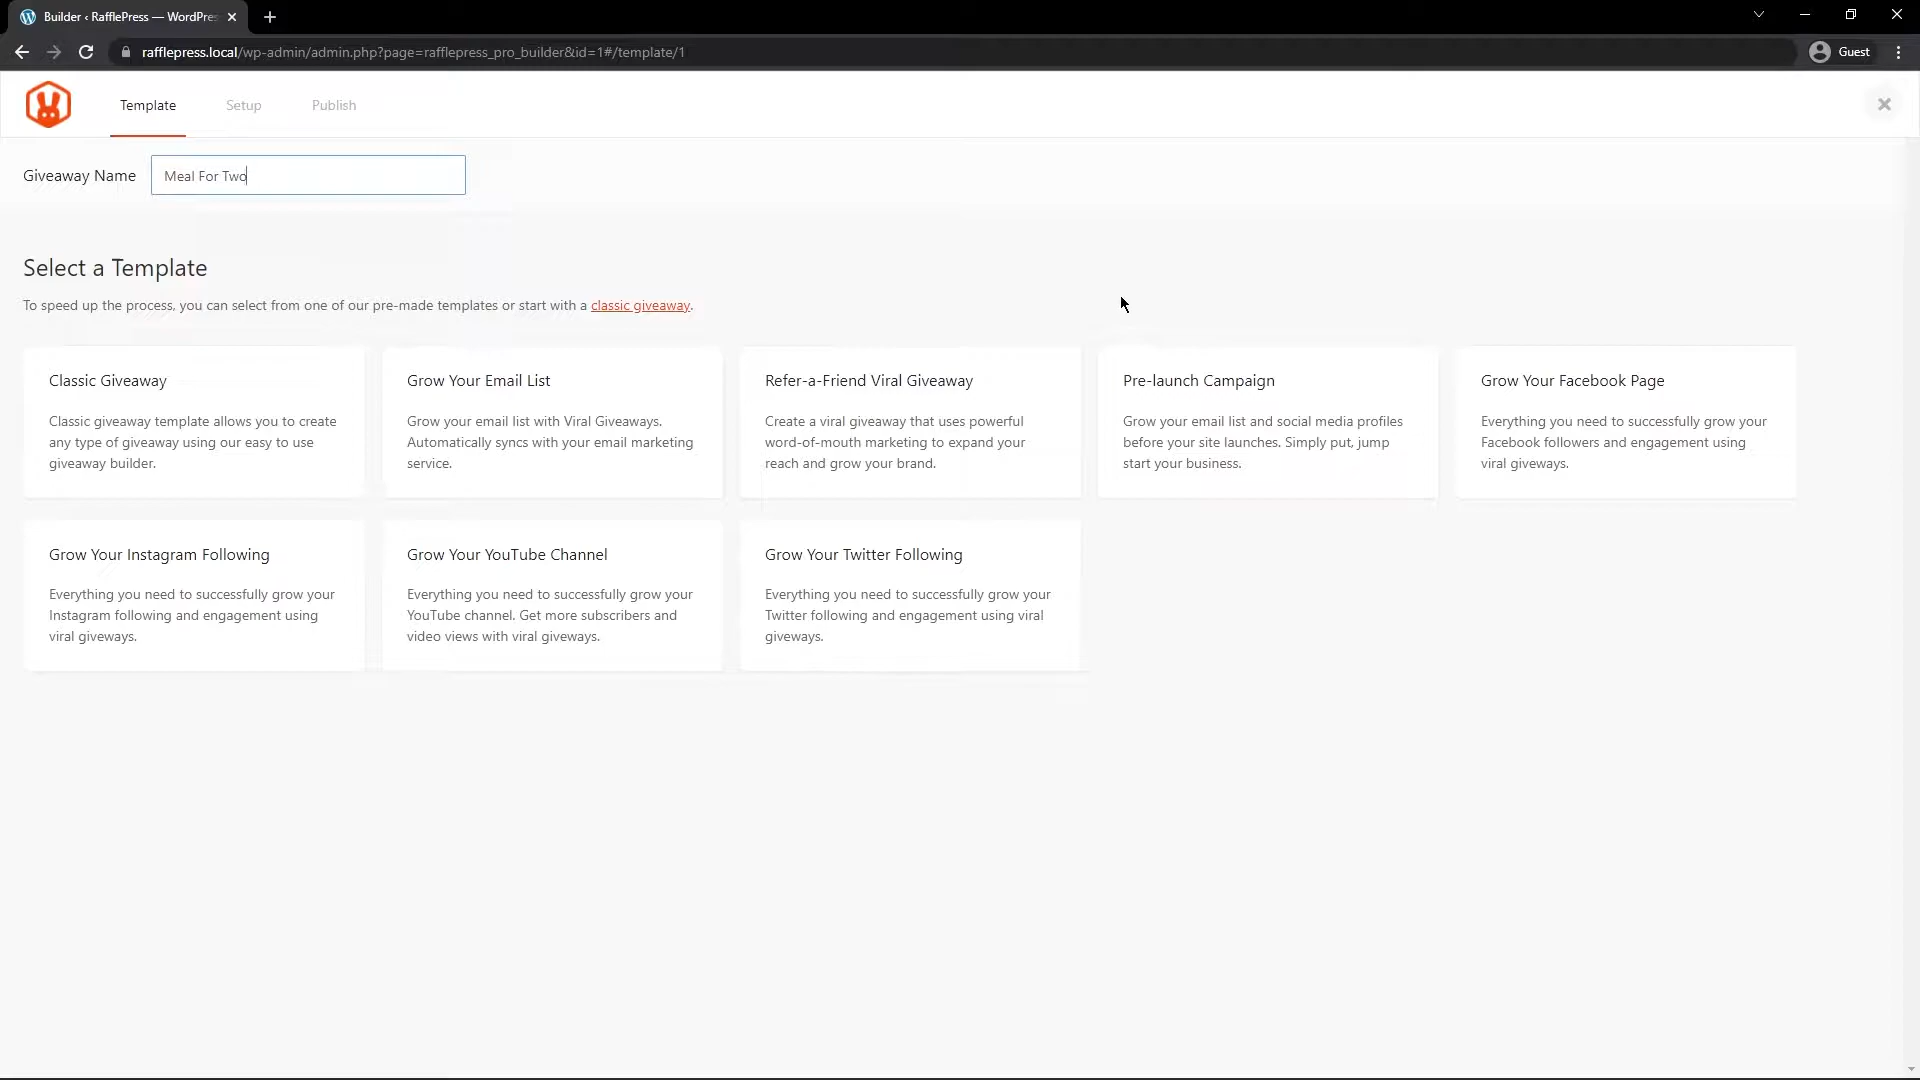 Builder ‹ RafflePress — WordPres
rafflepress.local/wp-admin/admin.php?page=rafflepress_pro_builder&id=1#/template/1
Guest
Template
Setup
Publish
Giveaway Name
Meal For Two
Select a Template
To speed up the process, you can select from one of our pre-made templates or start with a classic giveaway.
Classic Giveaway
Classic giveaway template allows you to create
any type of giveaway using our easy to use
giveaway builder.
Grow Your Email List
Grow your email list with Viral Giveaways.
Automatically syncs with your email marketing
service.
Refer-a-Friend Viral Giveaway
Create a viral giveaway that uses powerful
word-of-mouth marketing to expand your
reach and grow your brand.
Pre-launch Campaign
Grow your email list and social media profiles
before your site launches. Simply put, jump
start your business.
Grow Your Facebook Page
Everything you need to successfully grow your
Facebook followers and engagement using
viral giveways.
Grow Your Instagram Following
Everything you need to successfully grow your
Instagram following and engagement using
viral giveways.
Grow Your YouTube Channel
Everything you need to successfully grow your
YouTube channel. Get more subscribers and
video views with viral giveways.
Grow Your Twitter Following
Everything you need to successfully grow your
Twitter following and engagement using viral
giveways.